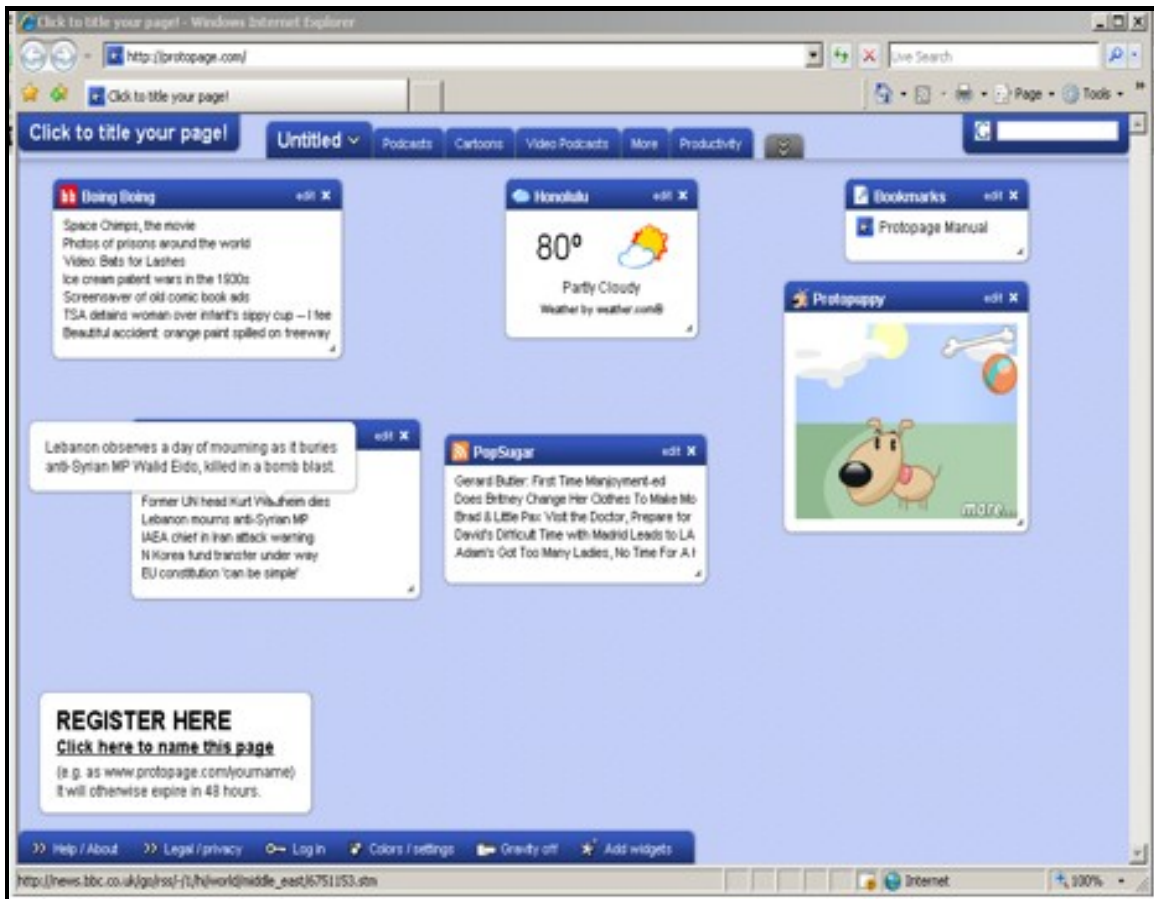 Click to title your page! - Windows Internet Explorer
http://protopage.com/
Live Search
Click to title your page!
Page
Tools
Click to title your page!
Untitled
Podcasts
Cartoons
Video Podcasts
More
Productivity
G
bb Boing Boing edit x
Space Chimps, the movie
Photos of prisons around the world
Video: Bats for Lashes
Ice cream patent wars in the 1930s
Screensaver of old comic book ads
TSA detains woman over infant's sippy cup – I fee
Beautiful accident: orange paint spilled on freeway
Honolulu edit x
80°
Partly Cloudy
Weather by weather.com®
Bookmarks edit x
Protopage Manual
Protopuppy edit x
more...
Lebanon observes a day of mourning as it buries
anti-Syrian MP Walid Eido, killed in a bomb blast.
edit x
Former UN head Kurt Waldheim dies
Lebanon mourns anti-Syrian MP
IAEA chief in Iran attack warning
N Korea fund transfer under way
EU constitution 'can be simple'
PopSugar edit x
Gerard Butler: First Time Manjoyment-ed
Does Britney Change Her Clothes To Make Mo
Brad & Little Pax Visit the Doctor, Prepare for
David's Difficult Time with Madrid Leads to LA
Adam's Got Too Many Ladies, No Time For A H
REGISTER HERE
Click here to name this page
(e.g. as www.protopage.com/yourname)
It will otherwise expire in 48 hours.
Help / About
Legal / privacy
Log in
Colors / settings
Gravity off
Add widgets
http://news.bbc.co.uk/go/rss/-/1/hi/world/middle_east/6751153.stm
Internet
100%